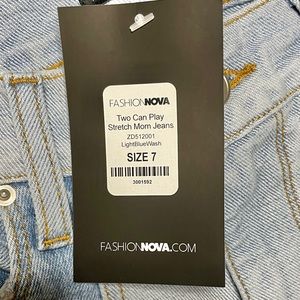 FASHIONNOVA
Two Can Play
Stretch Mom Jeans
ZD512001
LightBlueWash
SIZE 7
3001592
FASHIONNOVA.COM